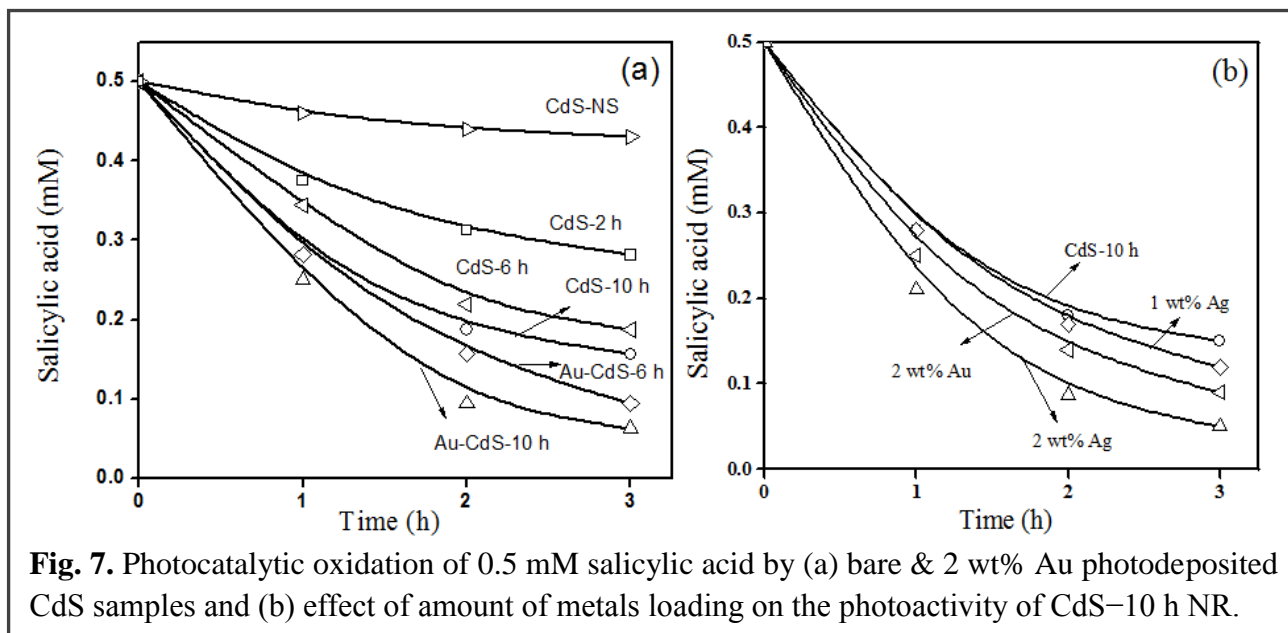 (a)
0.5
0.4
0.3
0.2
0.1
0.0
Salicylic acid (mM)
CdS-NS
CdS-2 h
CdS-6 h
CdS-10 h
Au-CdS-6 h
Au-CdS-10 h
0 1 2 3
Time (h)
(b)
0.5
0.4
0.3
0.2
0.1
0.0
Salicylic acid (mM)
CdS-10 h
1 wt% Ag
2 wt% Au
2 wt% Ag
0 1 2 3
Time (h)
Fig. 7. Photocatalytic oxidation of 0.5 mM salicylic acid by (a) bare & 2 wt% Au photodeposited
CdS samples and (b) effect of amount of metals loading on the photoactivity of CdS−10 h NR.